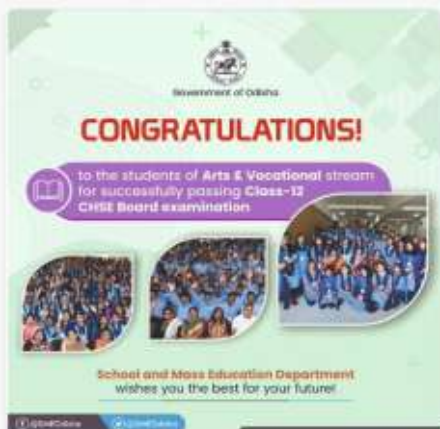 Government of Odisha
CONGRATULATIONS!
to the students of Arts & Vocational stream
for successfully passing Class-12
CHSE Board examination
School and Mass Education Department
wishes you the best for your future!